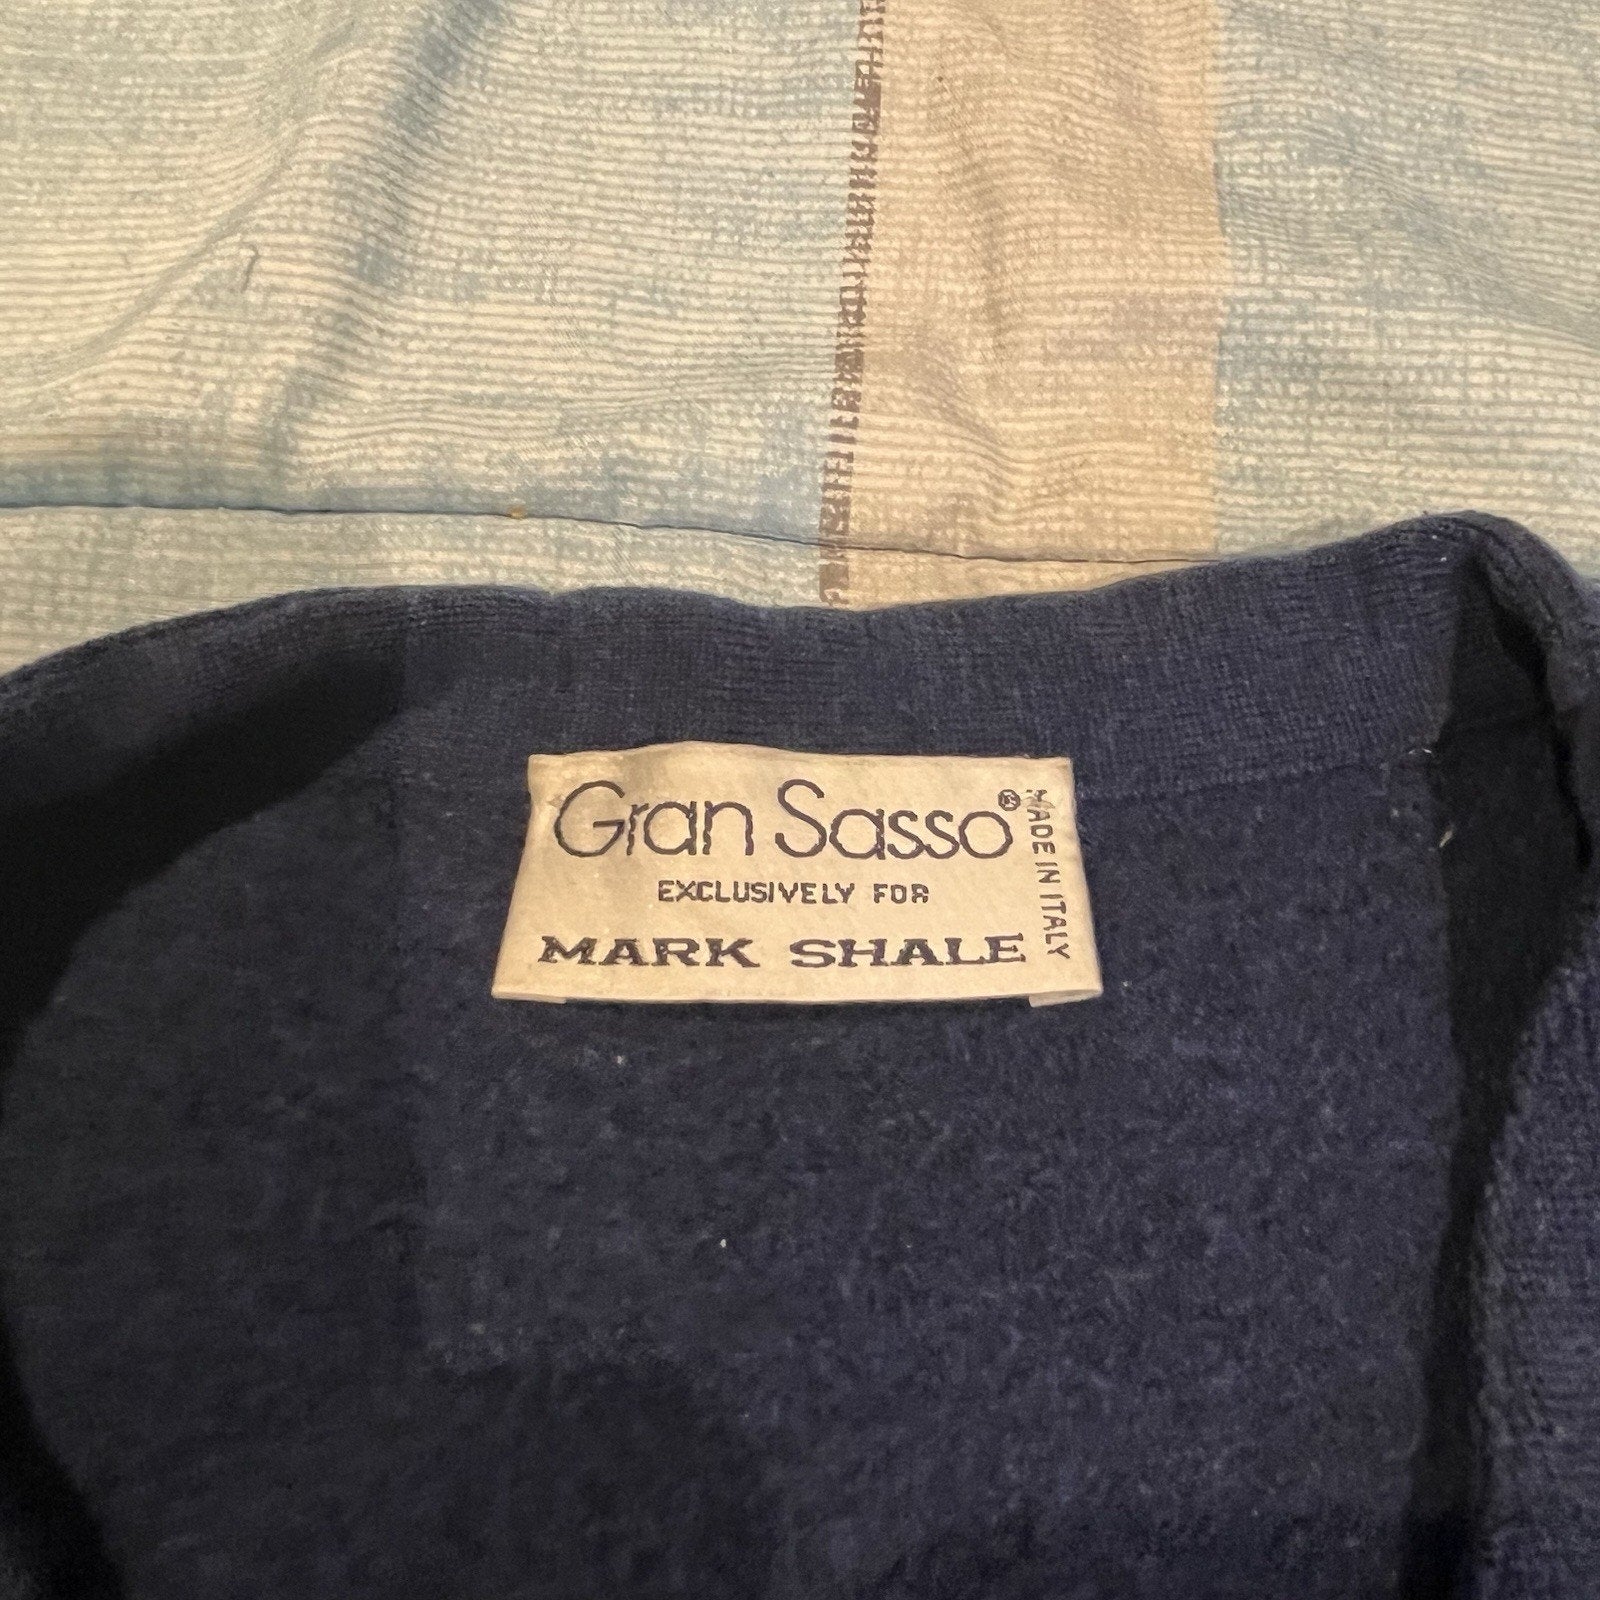 Gran Sasso®
EXCLUSIVELY FOR
MARK SHALE
MADE IN ITALY